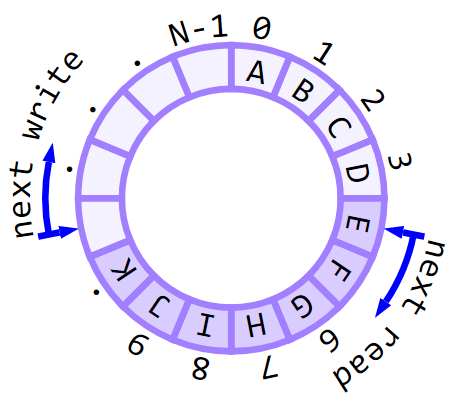 N-1
0
1
2
3
6
7
8
9
.
.
.
.
A
B
C
D
E
F
G
H
I
J
K
next read
next write